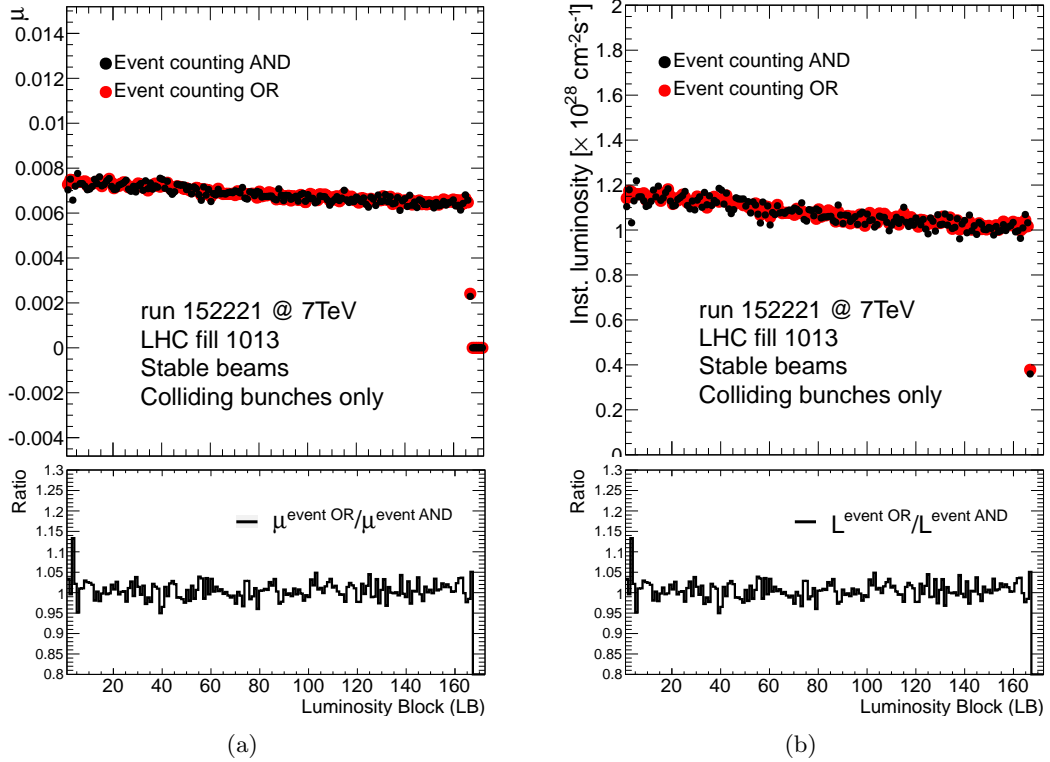 μ
0.014
0.012
0.01
0.008
0.006
0.004
0.002
0
-0.002
-0.004
Event counting AND
Event counting OR
run 152221 @ 7TeV
LHC fill 1013
Stable beams
Colliding bunches only
Ratio
1.3
1.25
1.2
1.15
1.1
1.05
1
0.95
0.9
0.85
0.8
μ^event OR/μ^event AND
20 40 60 80 100 120 140 160
Luminosity Block (LB)
(a)
Inst. luminosity [× 10^28 cm^-2s^-1]
2
1.8
1.6
1.4
1.2
1
0.8
0.6
0.4
0.2
0
Event counting AND
Event counting OR
run 152221 @ 7TeV
LHC fill 1013
Stable beams
Colliding bunches only
Ratio
1.3
1.25
1.2
1.15
1.1
1.05
1
0.95
0.9
0.85
0.8
L^event OR/L^event AND
20 40 60 80 100 120 140 160
Luminosity Block (LB)
(b)